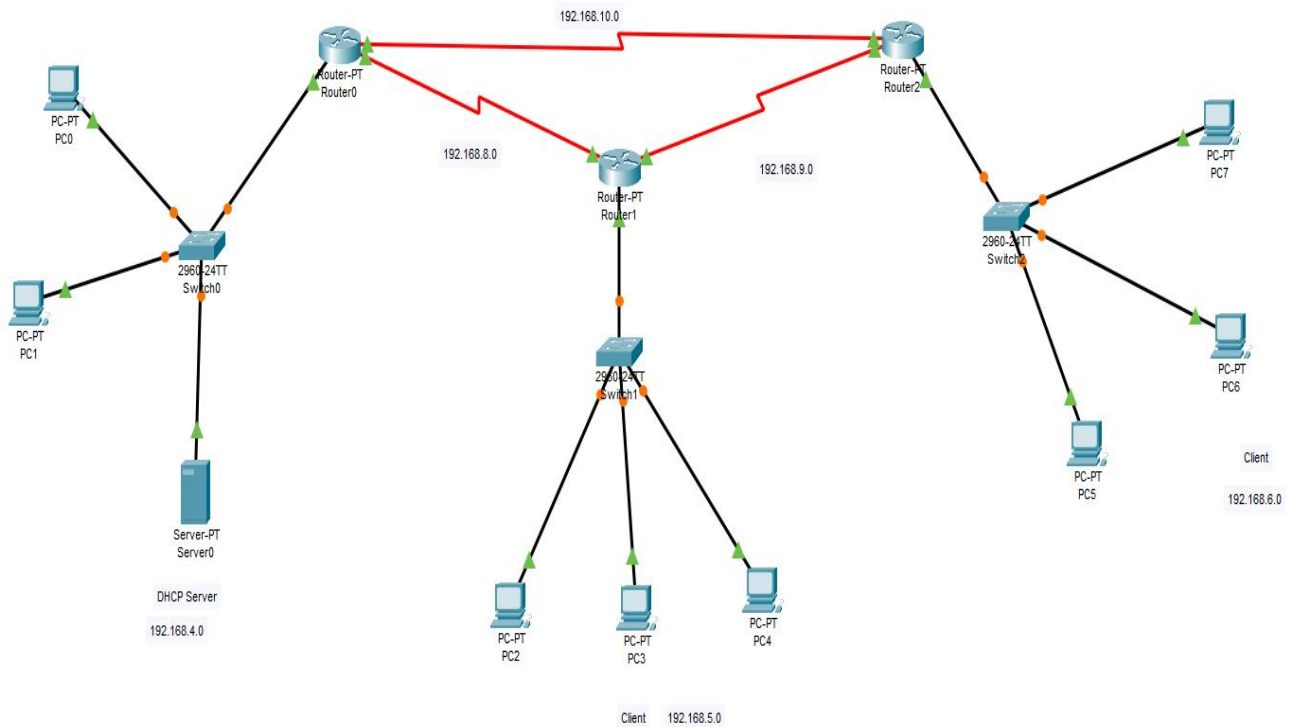 192.168.10.0
Router-PT
Router0
Router-PT
Router2
PC-PT
PC0
192.168.8.0
192.168.9.0
PC-PT
PC7
Router-PT
Router1
2960-24TT
Switch0
2960-24TT
Switch2
PC-PT
PC1
2960-24TT
Switch1
PC-PT
PC6
Client
192.168.6.0
PC-PT
PC5
Server-PT
Server0
DHCP Server
192.168.4.0
PC-PT
PC2
PC-PT
PC3
PC-PT
PC4
Client 192.168.5.0